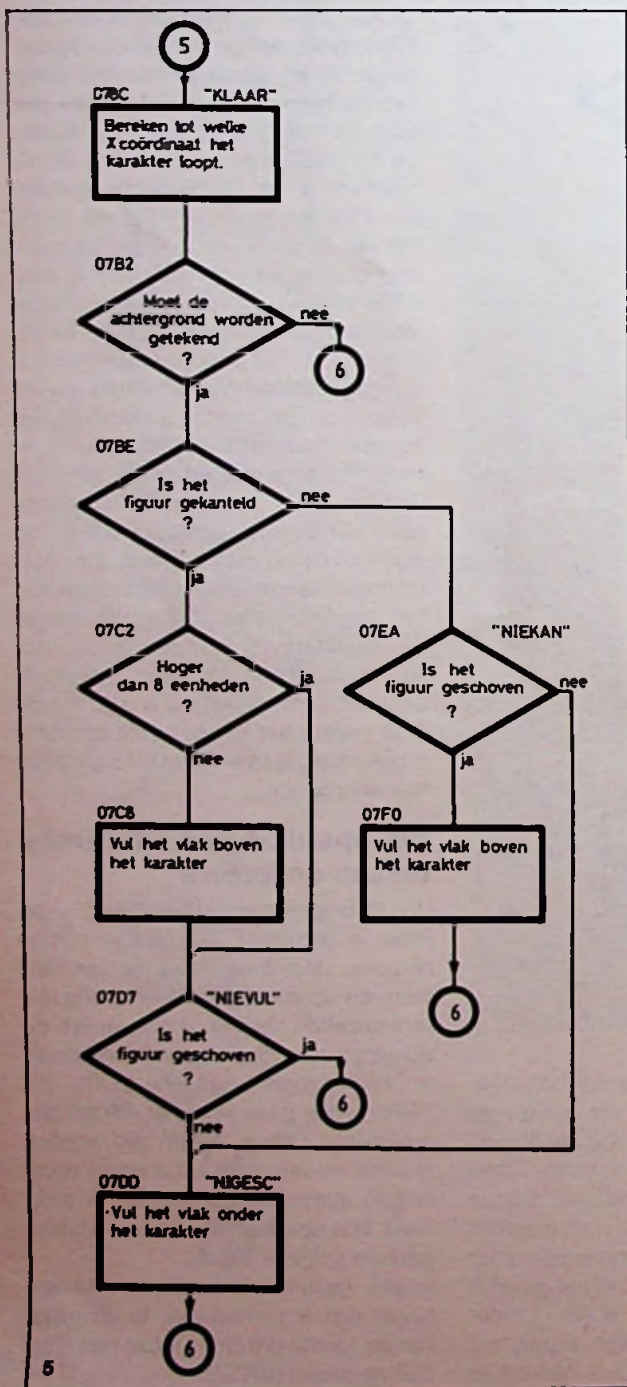 5
078C "KLAAR"
Bereken tot welke
X coördinaat het
karakter loopt.
07B2
Moet de
achtergrond worden
getekend
?
nee
6
ja
07BE
Is het
figuur gekanteld
?
nee
ja
07C2
Hoger
dan 8 eenheden
?
ja
nee
07EA "NIEKAN"
Is het
figuur geschoven
?
nee
ja
07C8
Vul het vlak boven
het karakter
07F0
Vul het vlak boven
het karakter
6
07D7 "NIEVUL"
Is het
figuur geschoven
?
ja
6
nee
07DD "NIGESC"
Vul het vlak onder
het karakter
6
5